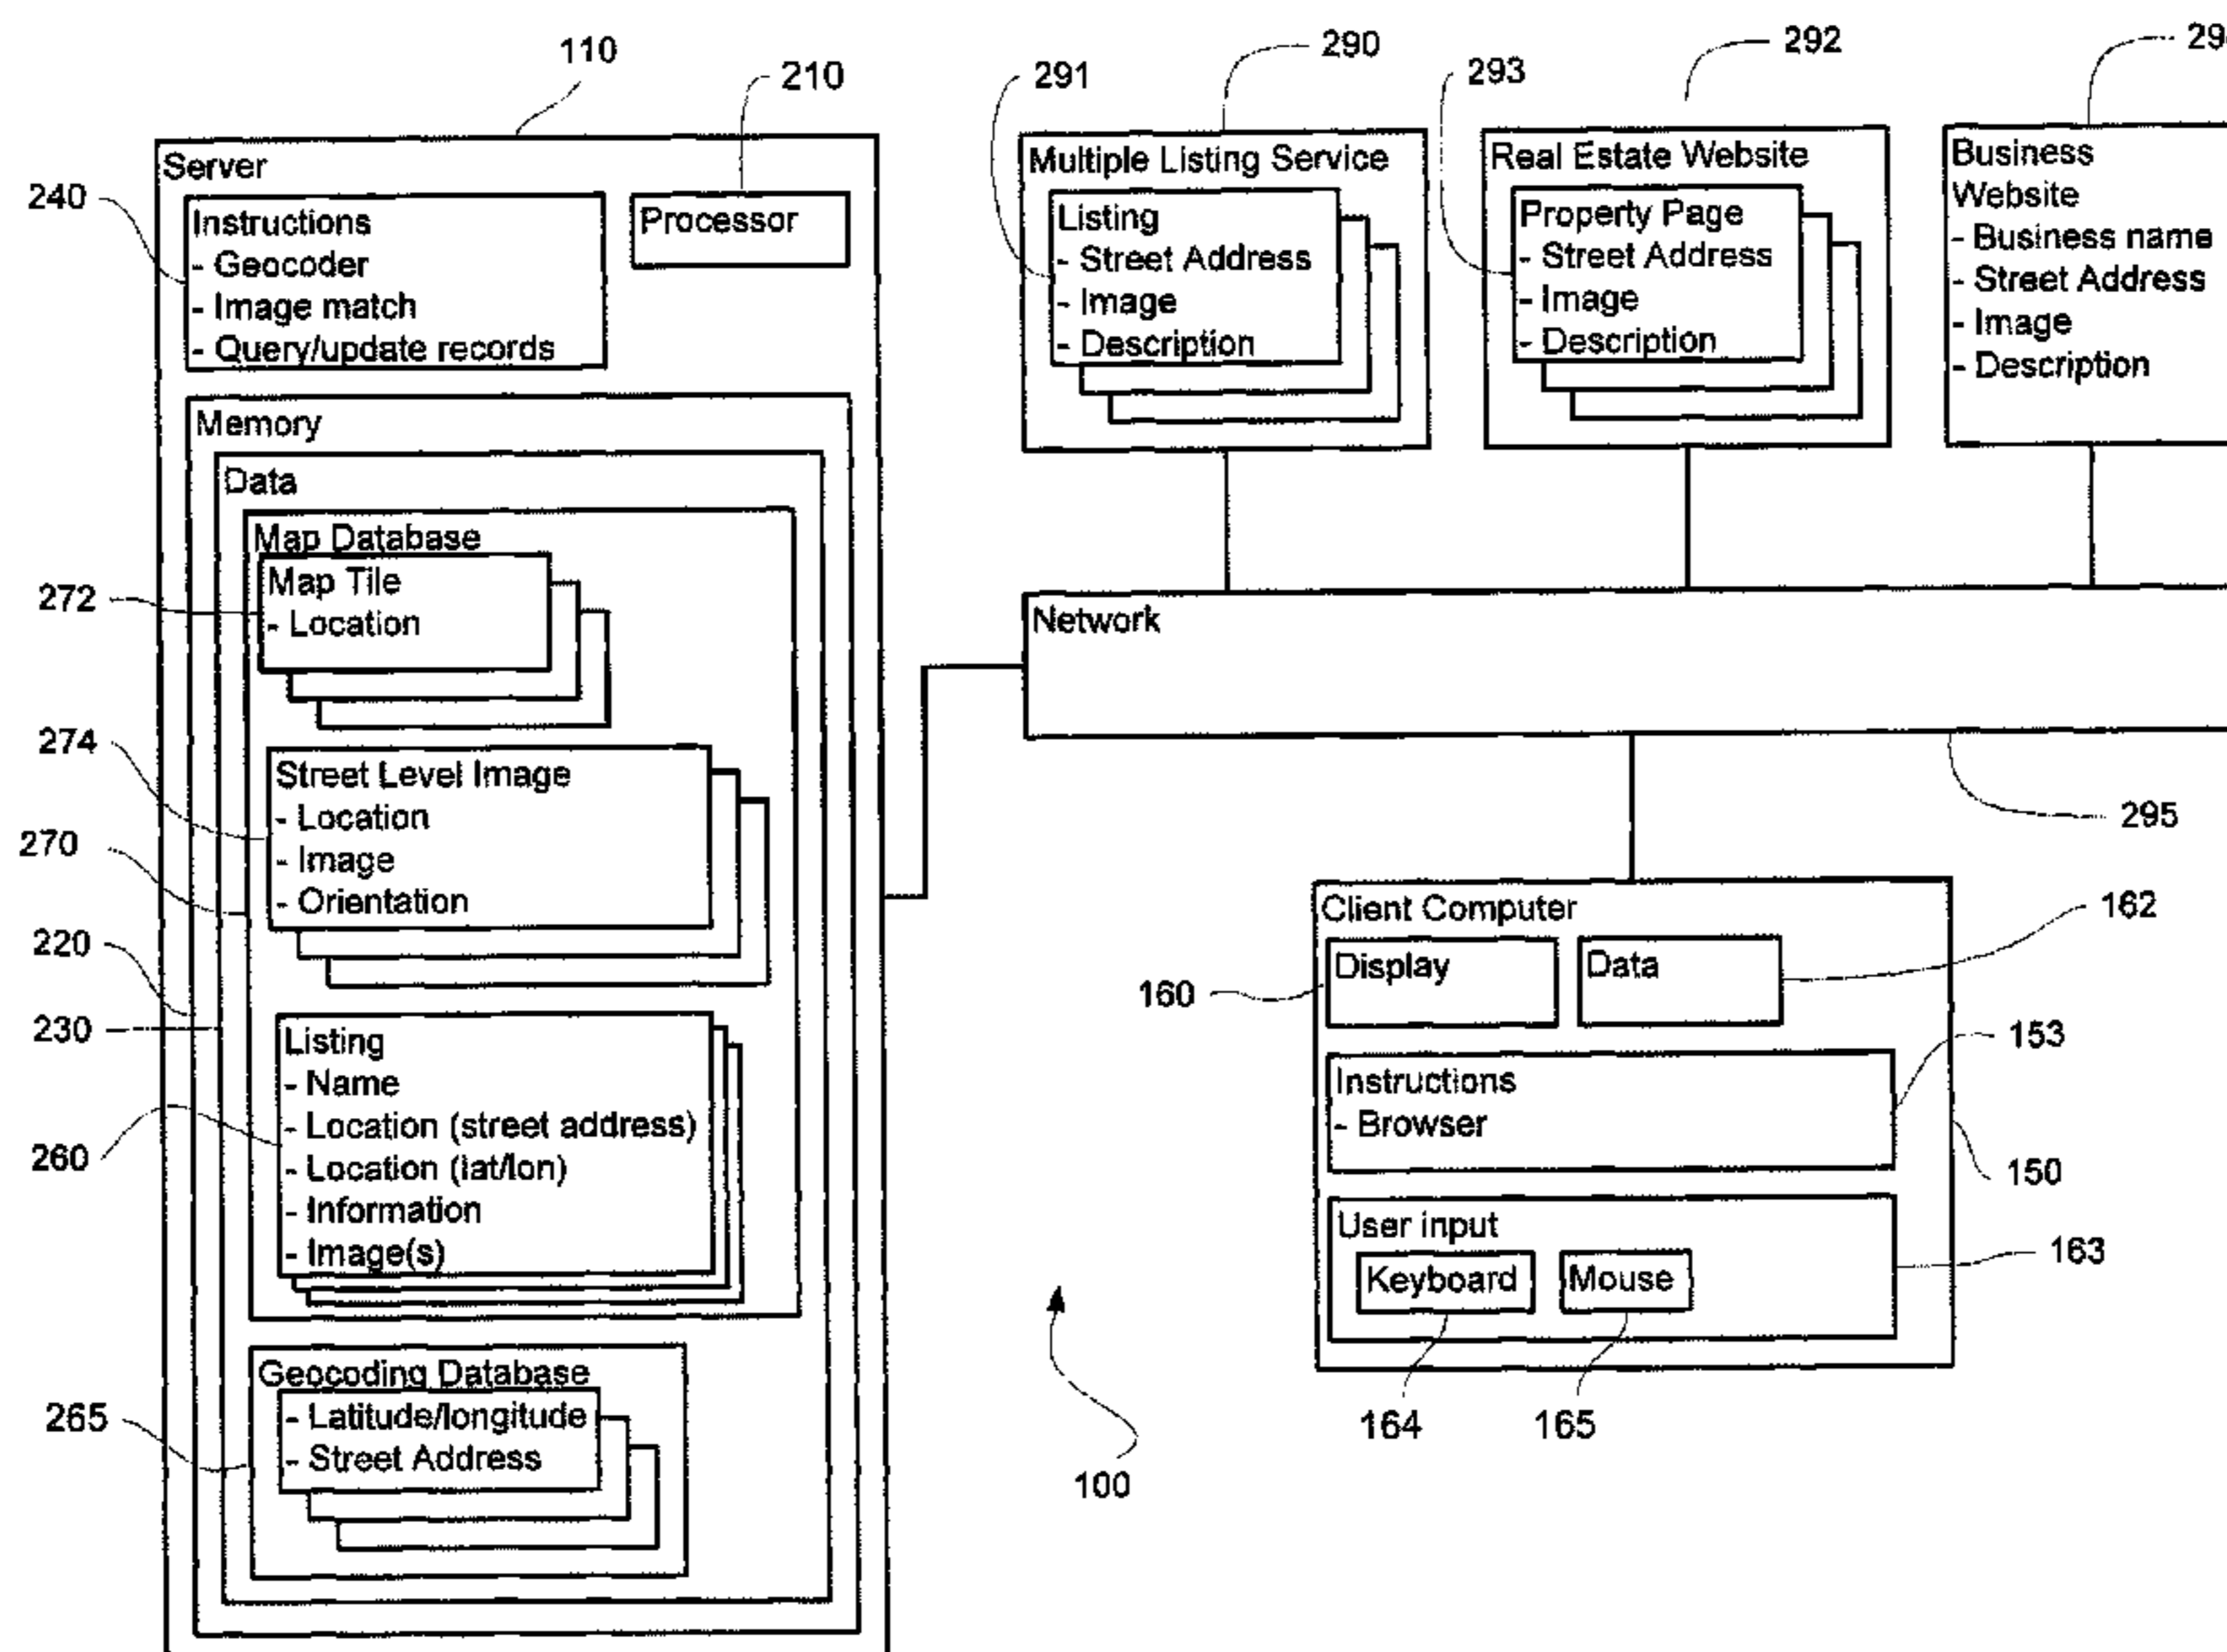 110
210
290
291
292
293
Server
240
Instructions
- Geocoder
- Image match
- Query/update records
Processor
Multiple Listing Service
Listing
- Street Address
- Image
- Description
Real Estate Website
Property Page
- Street Address
- Image
- Description
Business
Website
- Business name
- Street Address
- Image
- Description
Memory
Data
Map Database
Map Tile
- Location
272
Network
274
Street Level Image
- Location
- Image
- Orientation
270
220
230
295
Client Computer
Display
Data
160
162
Instructions
- Browser
153
150
User input
Keyboard
Mouse
163
164
165
Listing
- Name
- Location (street address)
- Location (lat/lon)
- Information
- Image(s)
260
Geocoding Database
- Latitude/longitude
- Street Address
265
100